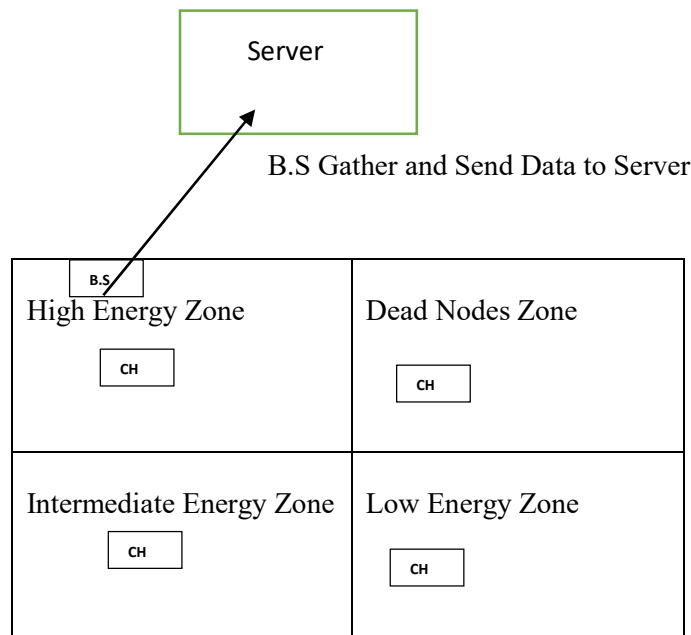 Server
B.S Gather and Send Data to Server
B.S.
High Energy Zone
Dead Nodes Zone
CH
CH
Intermediate Energy Zone
Low Energy Zone
CH
CH